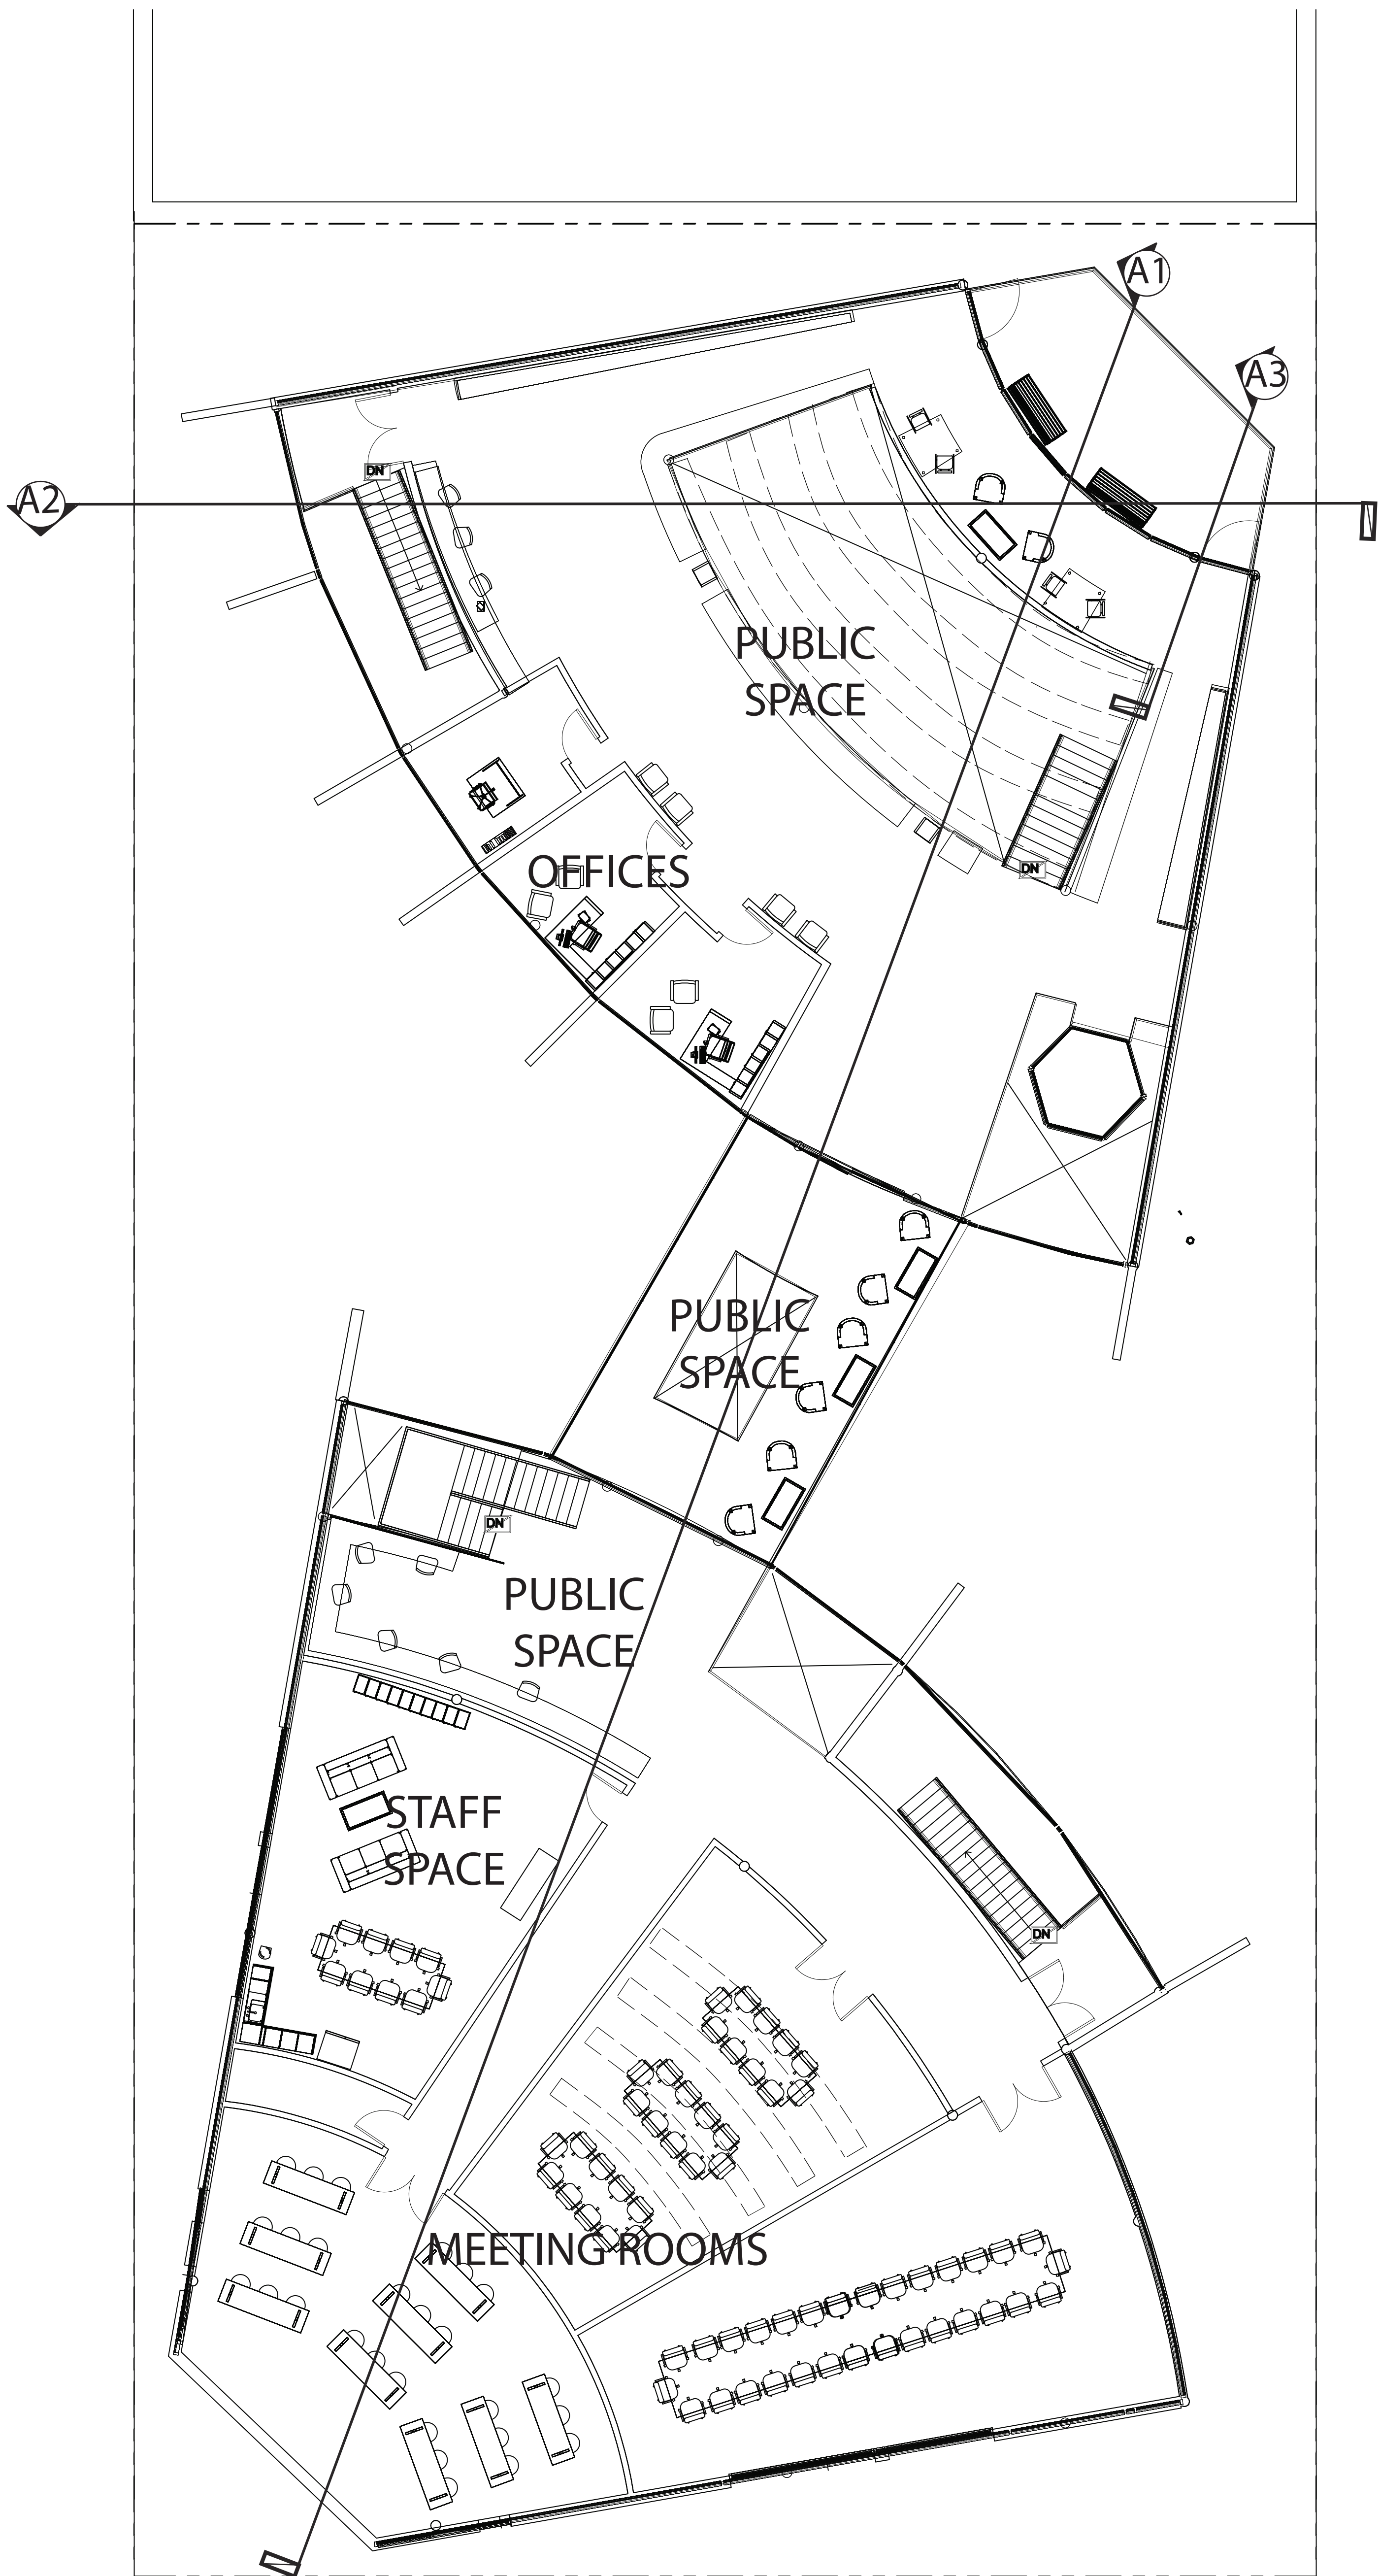 A1
A3
DN
A2
PUBLIC
SPACE
OFFICES
DN
PUBLIC
SPACE
DN
PUBLIC
SPACE
STAFF
SPACE
DN
MEETING ROOMS